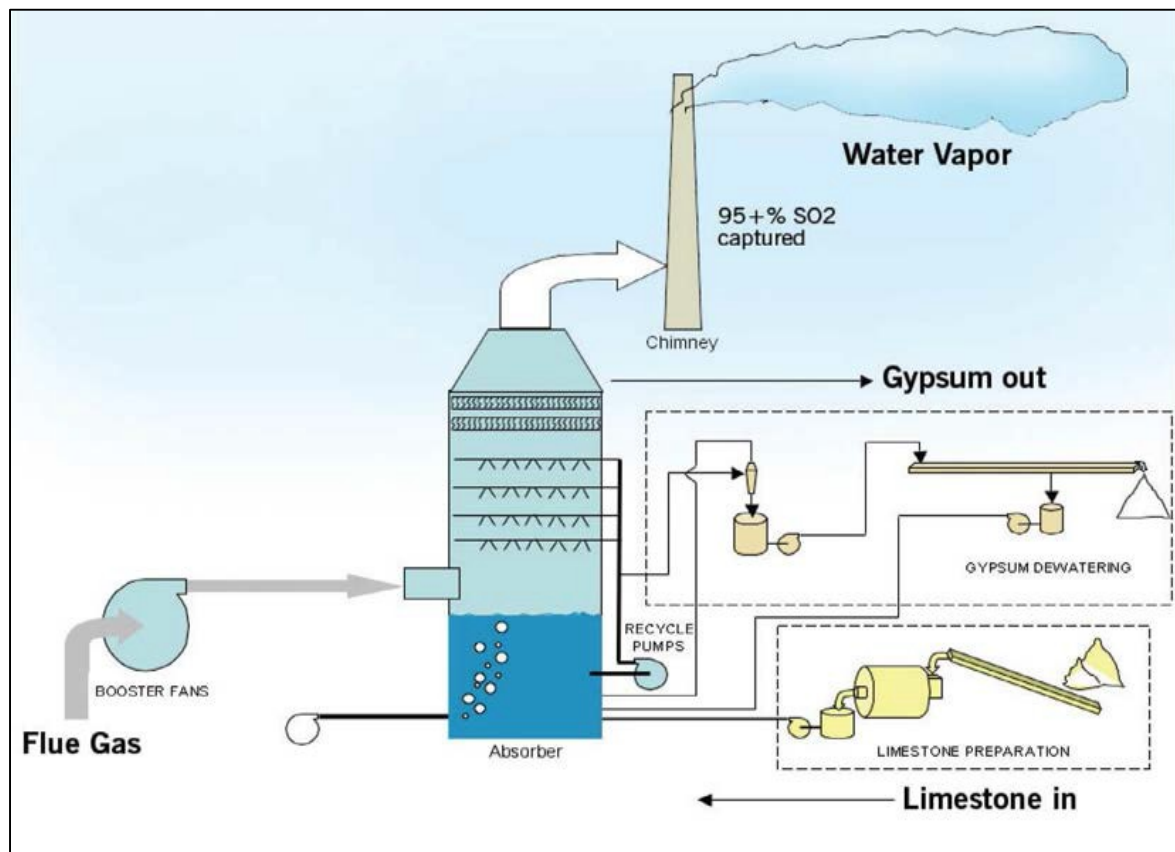 Water Vapor
95+% SO2
captured
Chimney
Gypsum out
GYPSUM DEWATERING
RECYCLE
PUMPS
BOOSTER FANS
Flue Gas
Absorber
LIMESTONE PREPARATION
Limestone in